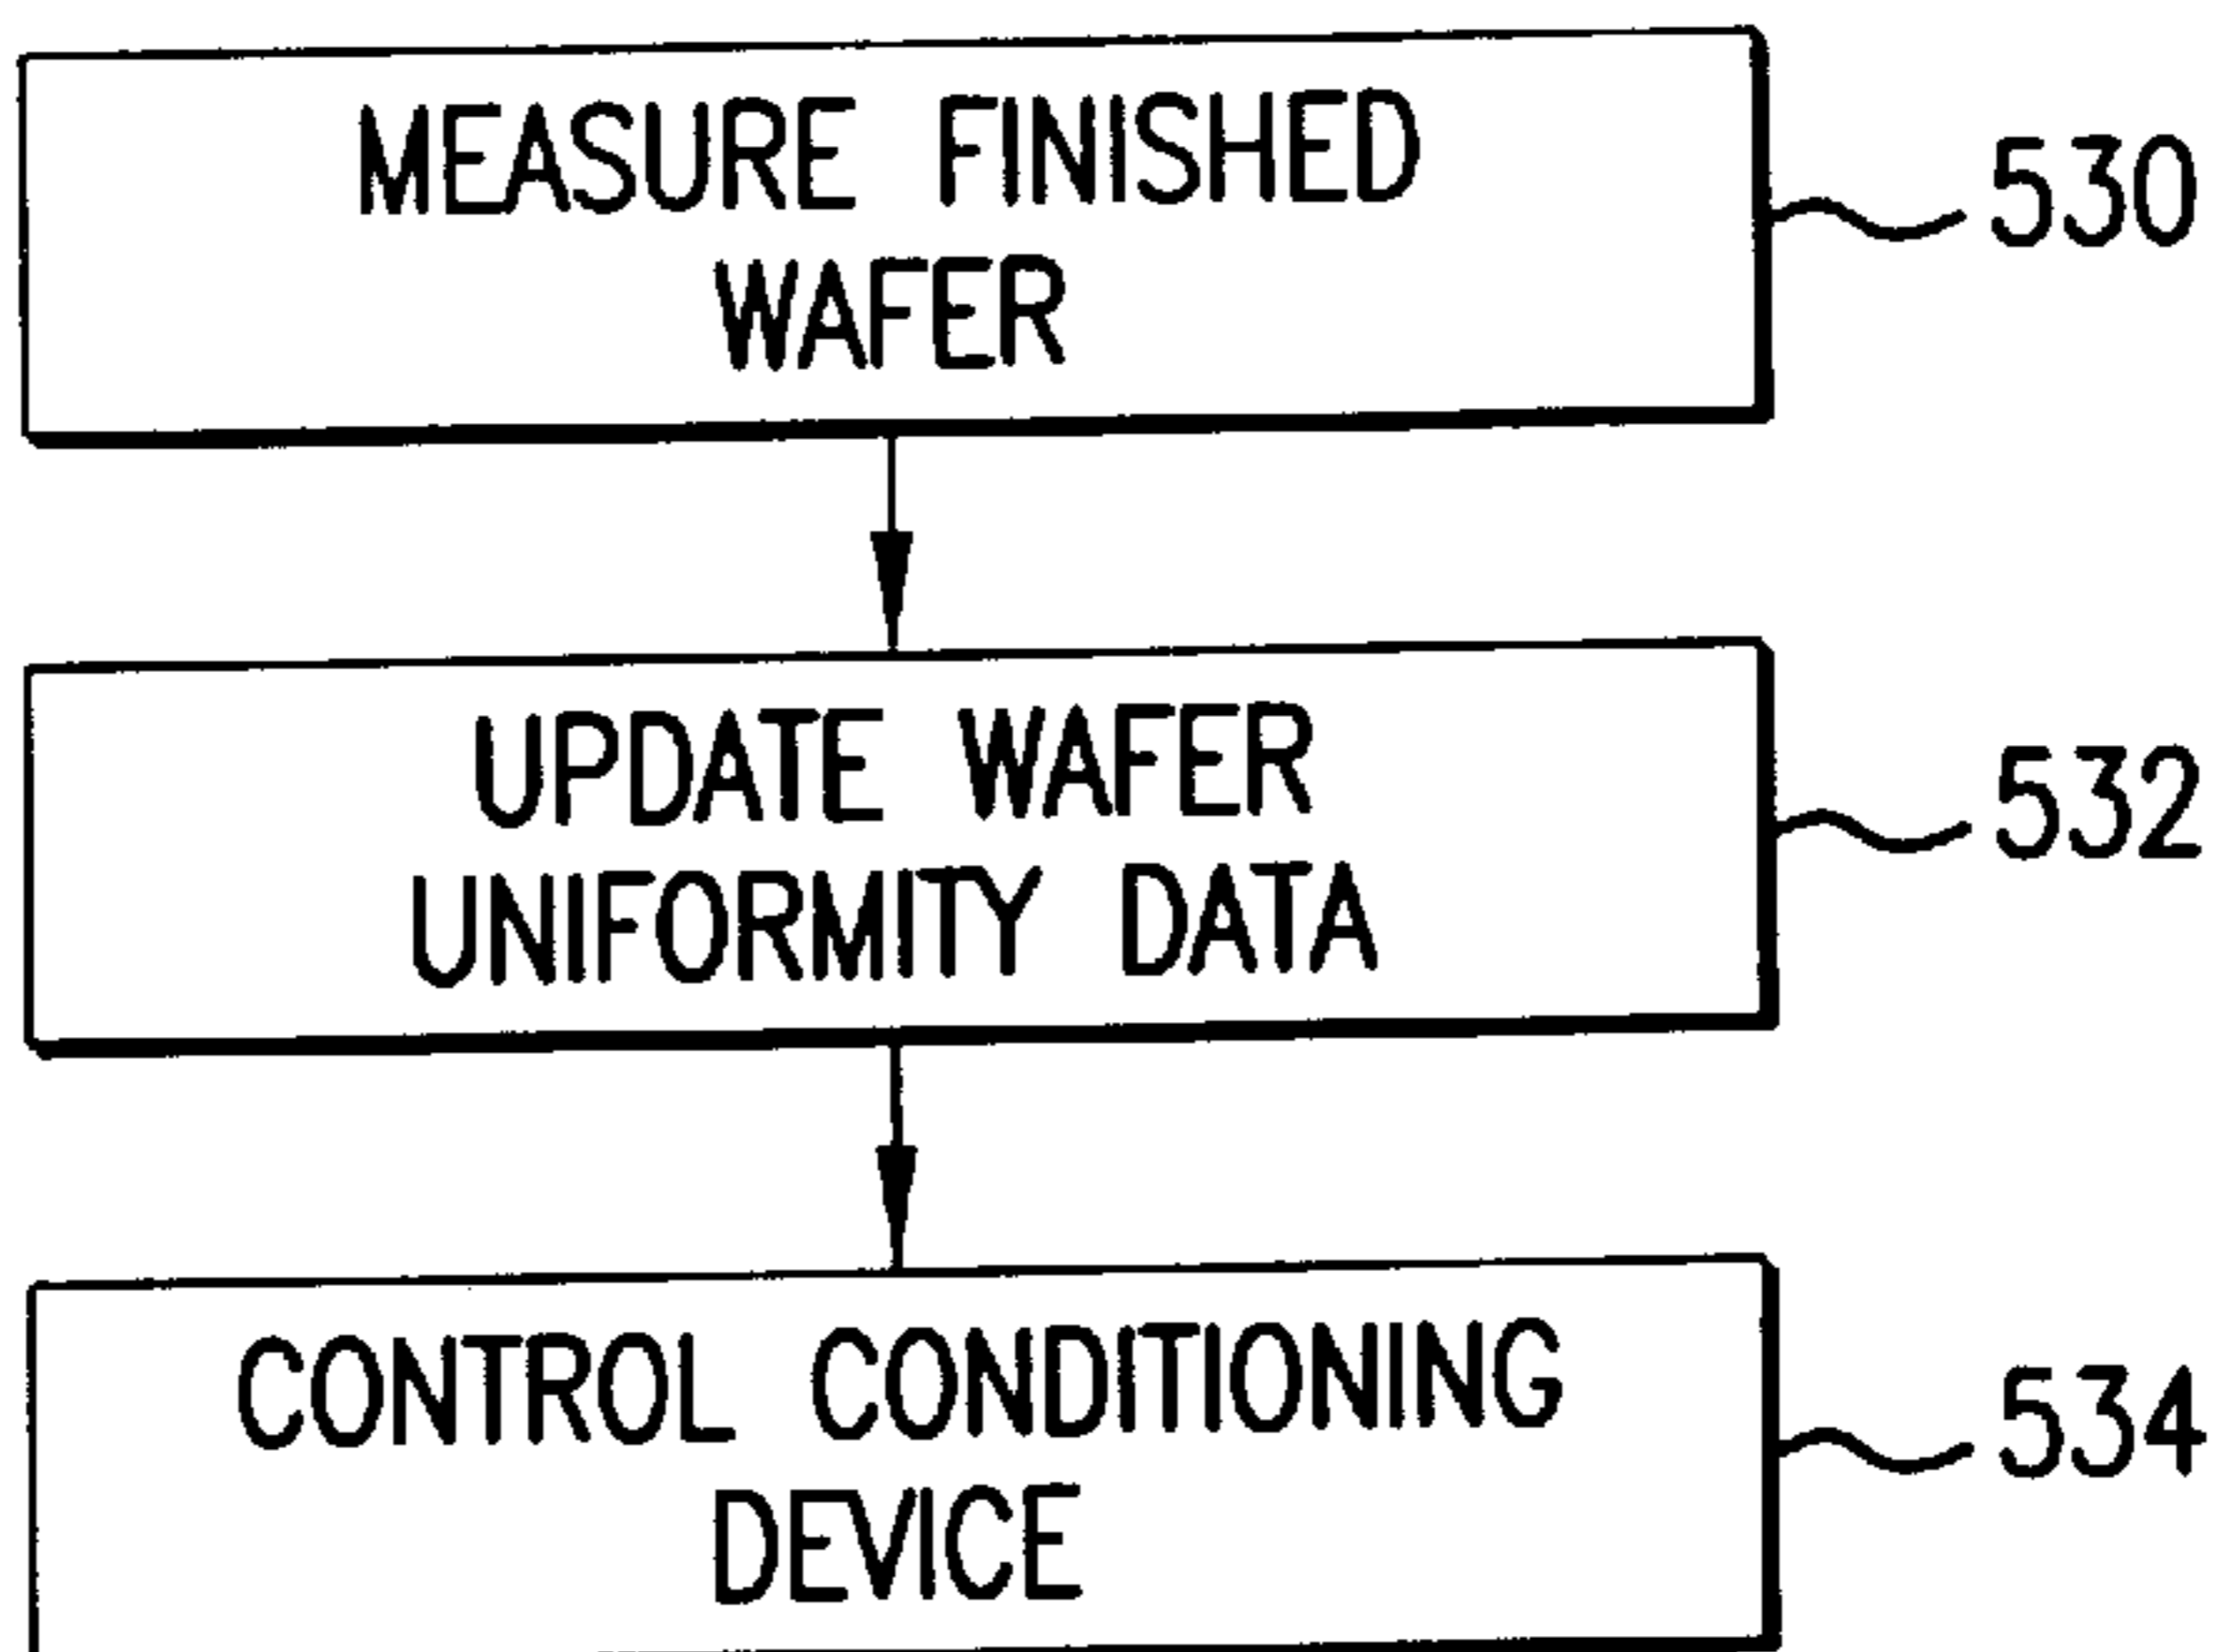 MEASURE FINISHED
WAFER
530
UPDATE WAFER
UNIFORMITY DATA
532
CONTROL CONDITIONING
DEVICE
534